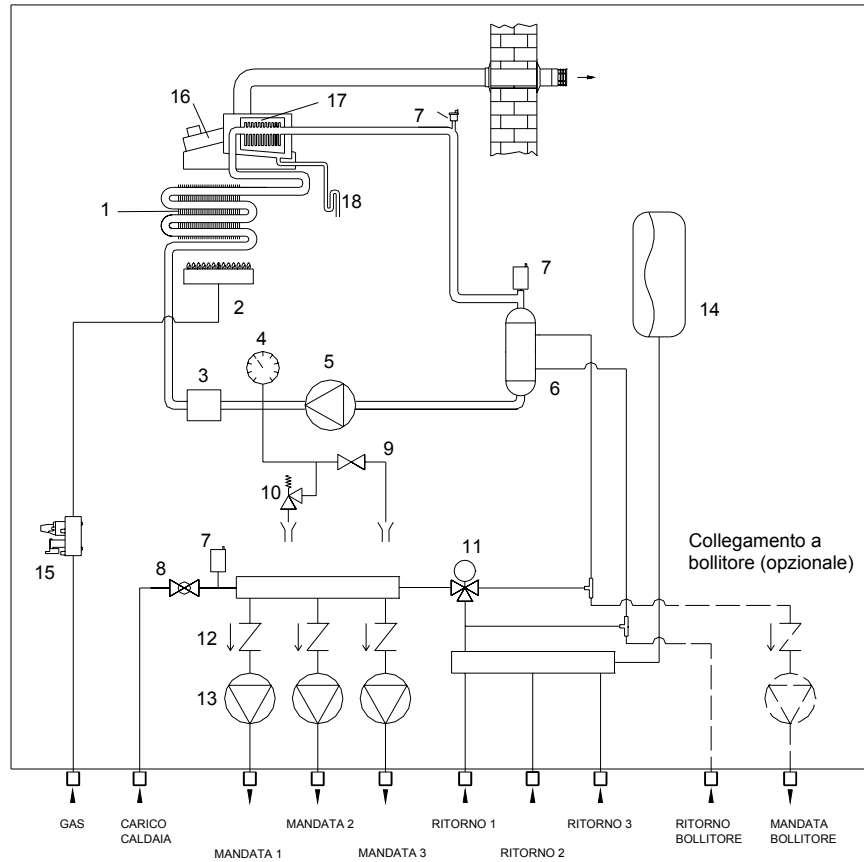 16
17
7
18
1
7
14
2
4
5
3
6
9
10
7
11
8
Collegamento a
bollitore (opzionale)
15
12
13
GAS
CARICO
CALDAIA
MANDATA 1
MANDATA 2
MANDATA 3
RITORNO 1
RITORNO 2
RITORNO 3
RITORNO
BOLLITORE
MANDATA
BOLLITORE